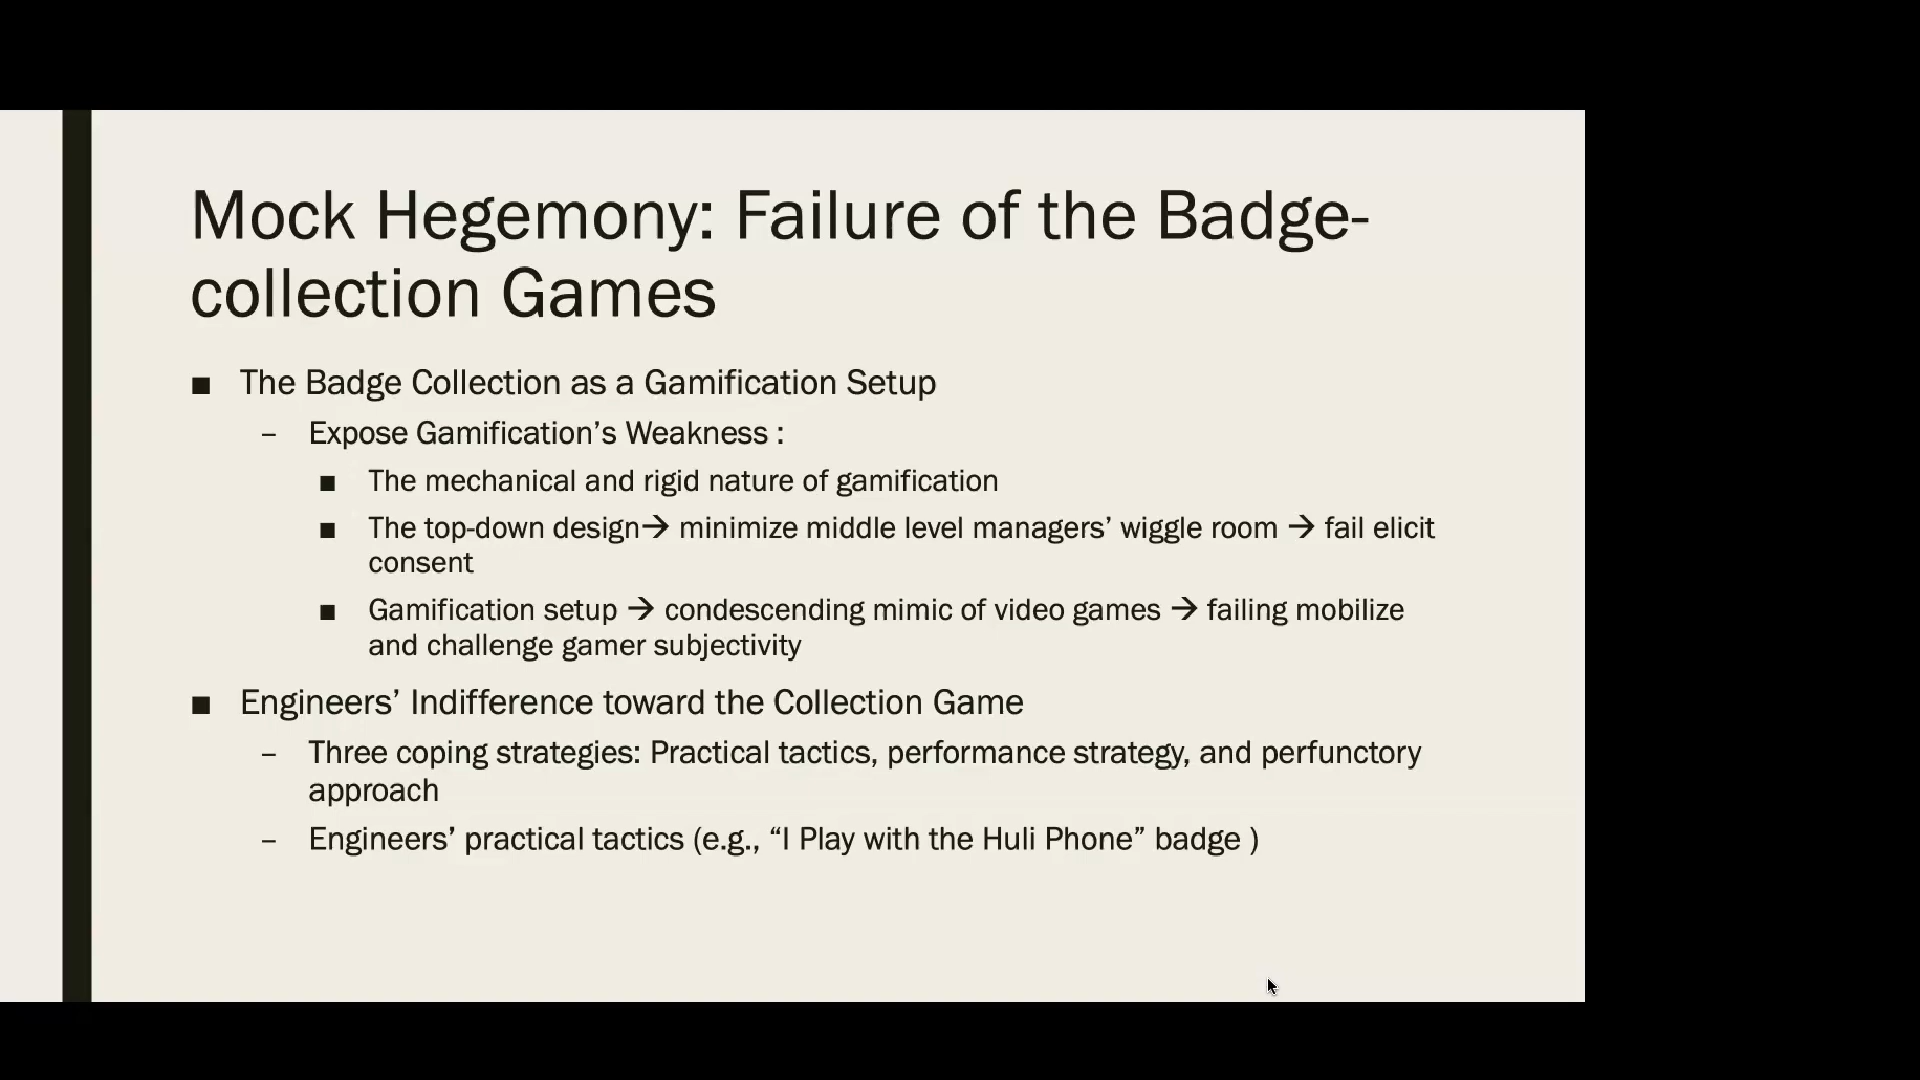 Mock Hegemony: Failure of the Badge-
collection Games
■ The Badge Collection as a Gamification Setup
– Expose Gamification’s Weakness :
■ The mechanical and rigid nature of gamification
■ The top-down design→ minimize middle level managers’ wiggle room → fail elicit
consent
■ Gamification setup → condescending mimic of video games → failing mobilize
and challenge gamer subjectivity
■ Engineers’ Indifference toward the Collection Game
– Three coping strategies: Practical tactics, performance strategy, and perfunctory
approach
– Engineers’ practical tactics (e.g., “I Play with the Huli Phone” badge )